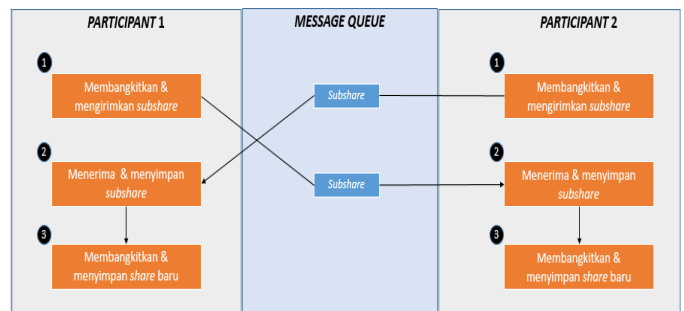 PARTICIPANT 1
1
Membangkitkan &
mengirimkan subshare
2
Menerima & menyimpan
subshare
3
Membangkitkan &
menyimpan share baru
MESSAGE QUEUE
Subshare
Subshare
PARTICIPANT 2
1
Membangkitkan &
mengirimkan subshare
2
Menerima & menyimpan
subshare
3
Membangkitkan &
menyimpan share baru